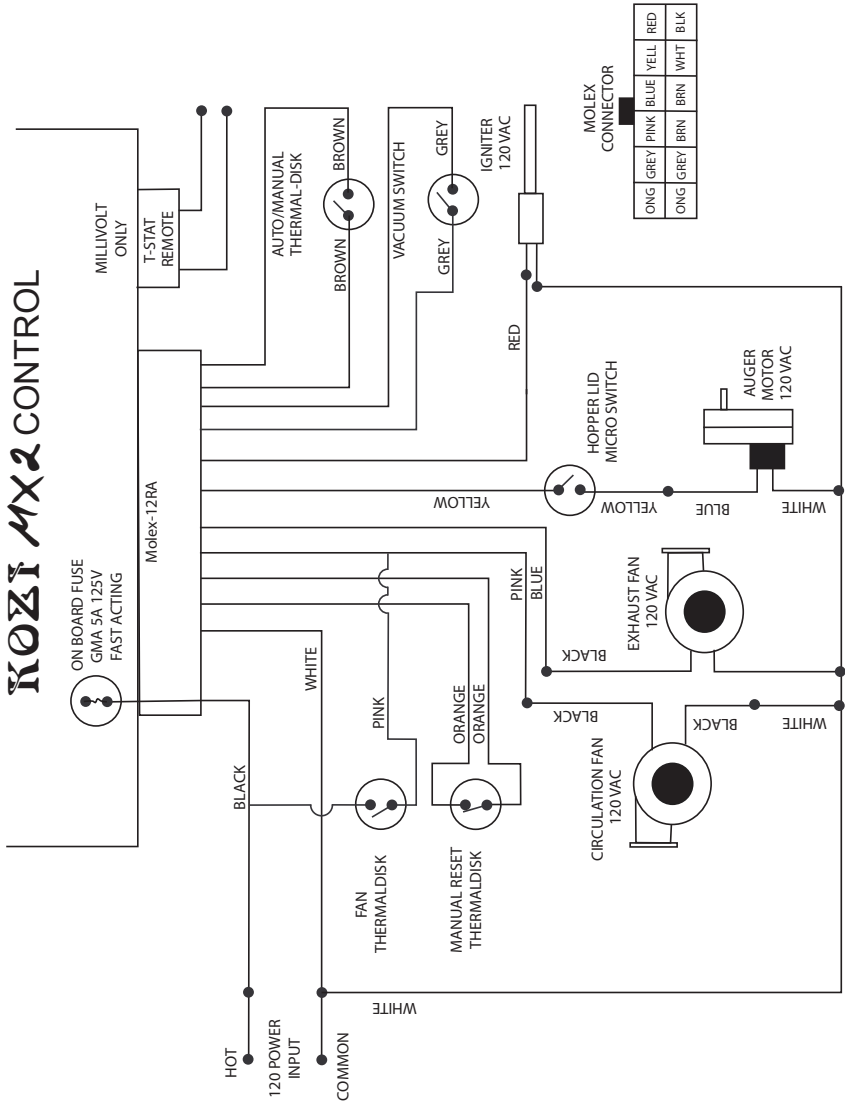 KOZI MX2 CONTROL
ON BOARD FUSE
GMA 5A 125V
FAST ACTING
Molex-12RA
MILLIVOLT
ONLY
T-STAT
REMOTE
HOT
120 POWER
INPUT
COMMON
BLACK
WHITE
WHITE
FAN
THERMALDISK
PINK
MANUAL RESET
THERMALDISK
ORANGE
ORANGE
PINK
BLUE
YELLOW
RED
AUTO/MANUAL
THERMAL-DISK
BROWN
BROWN
VACUUM SWITCH
GREY
GREY
IGNITER
120 VAC
HOPPER LID
MICRO SWITCH
YELLOW
BLUE
WHITE
AUGER
MOTOR
120 VAC
EXHAUST FAN
120 VAC
BLACK
BLACK
CIRCULATION FAN
120 VAC
BLACK
WHITE
MOLEX
CONNECTOR
ONG GREY PINK BLUE YELL RED
ONG GREY BRN BRN WHT BLK